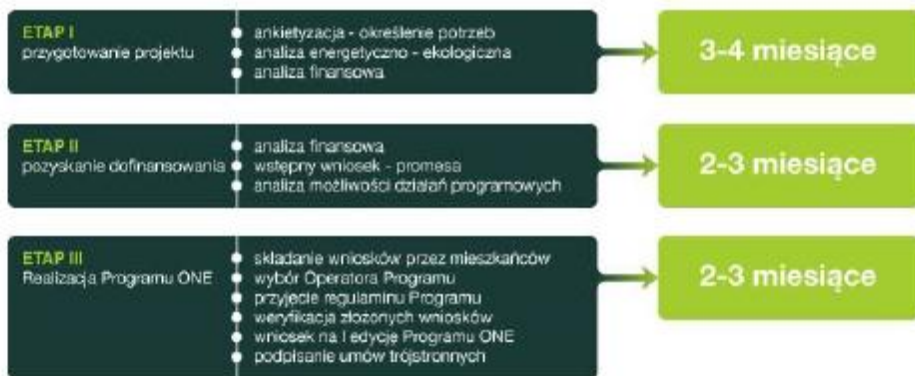 ETAP I
przygotowanie projektu
ankietyzacja - określenie potrzeb
analiza energetyczno - ekologiczna
analiza finansowa
3-4 miesiące
ETAP II
pozyskanie dofinansowania
analiza finansowa
wstępny wniosek - promesa
analiza możliwości działań programowych
2-3 miesiące
ETAP III
Realizacja Programu ONE
składanie wniosków przez mieszkańców
wybór Operatora Programu
przyjęcie regulaminu Programu
weryfikacja złożonych wniosków
wniosek na I edycję Programu ONE
podpisanie umów trójstronnych
2-3 miesiące